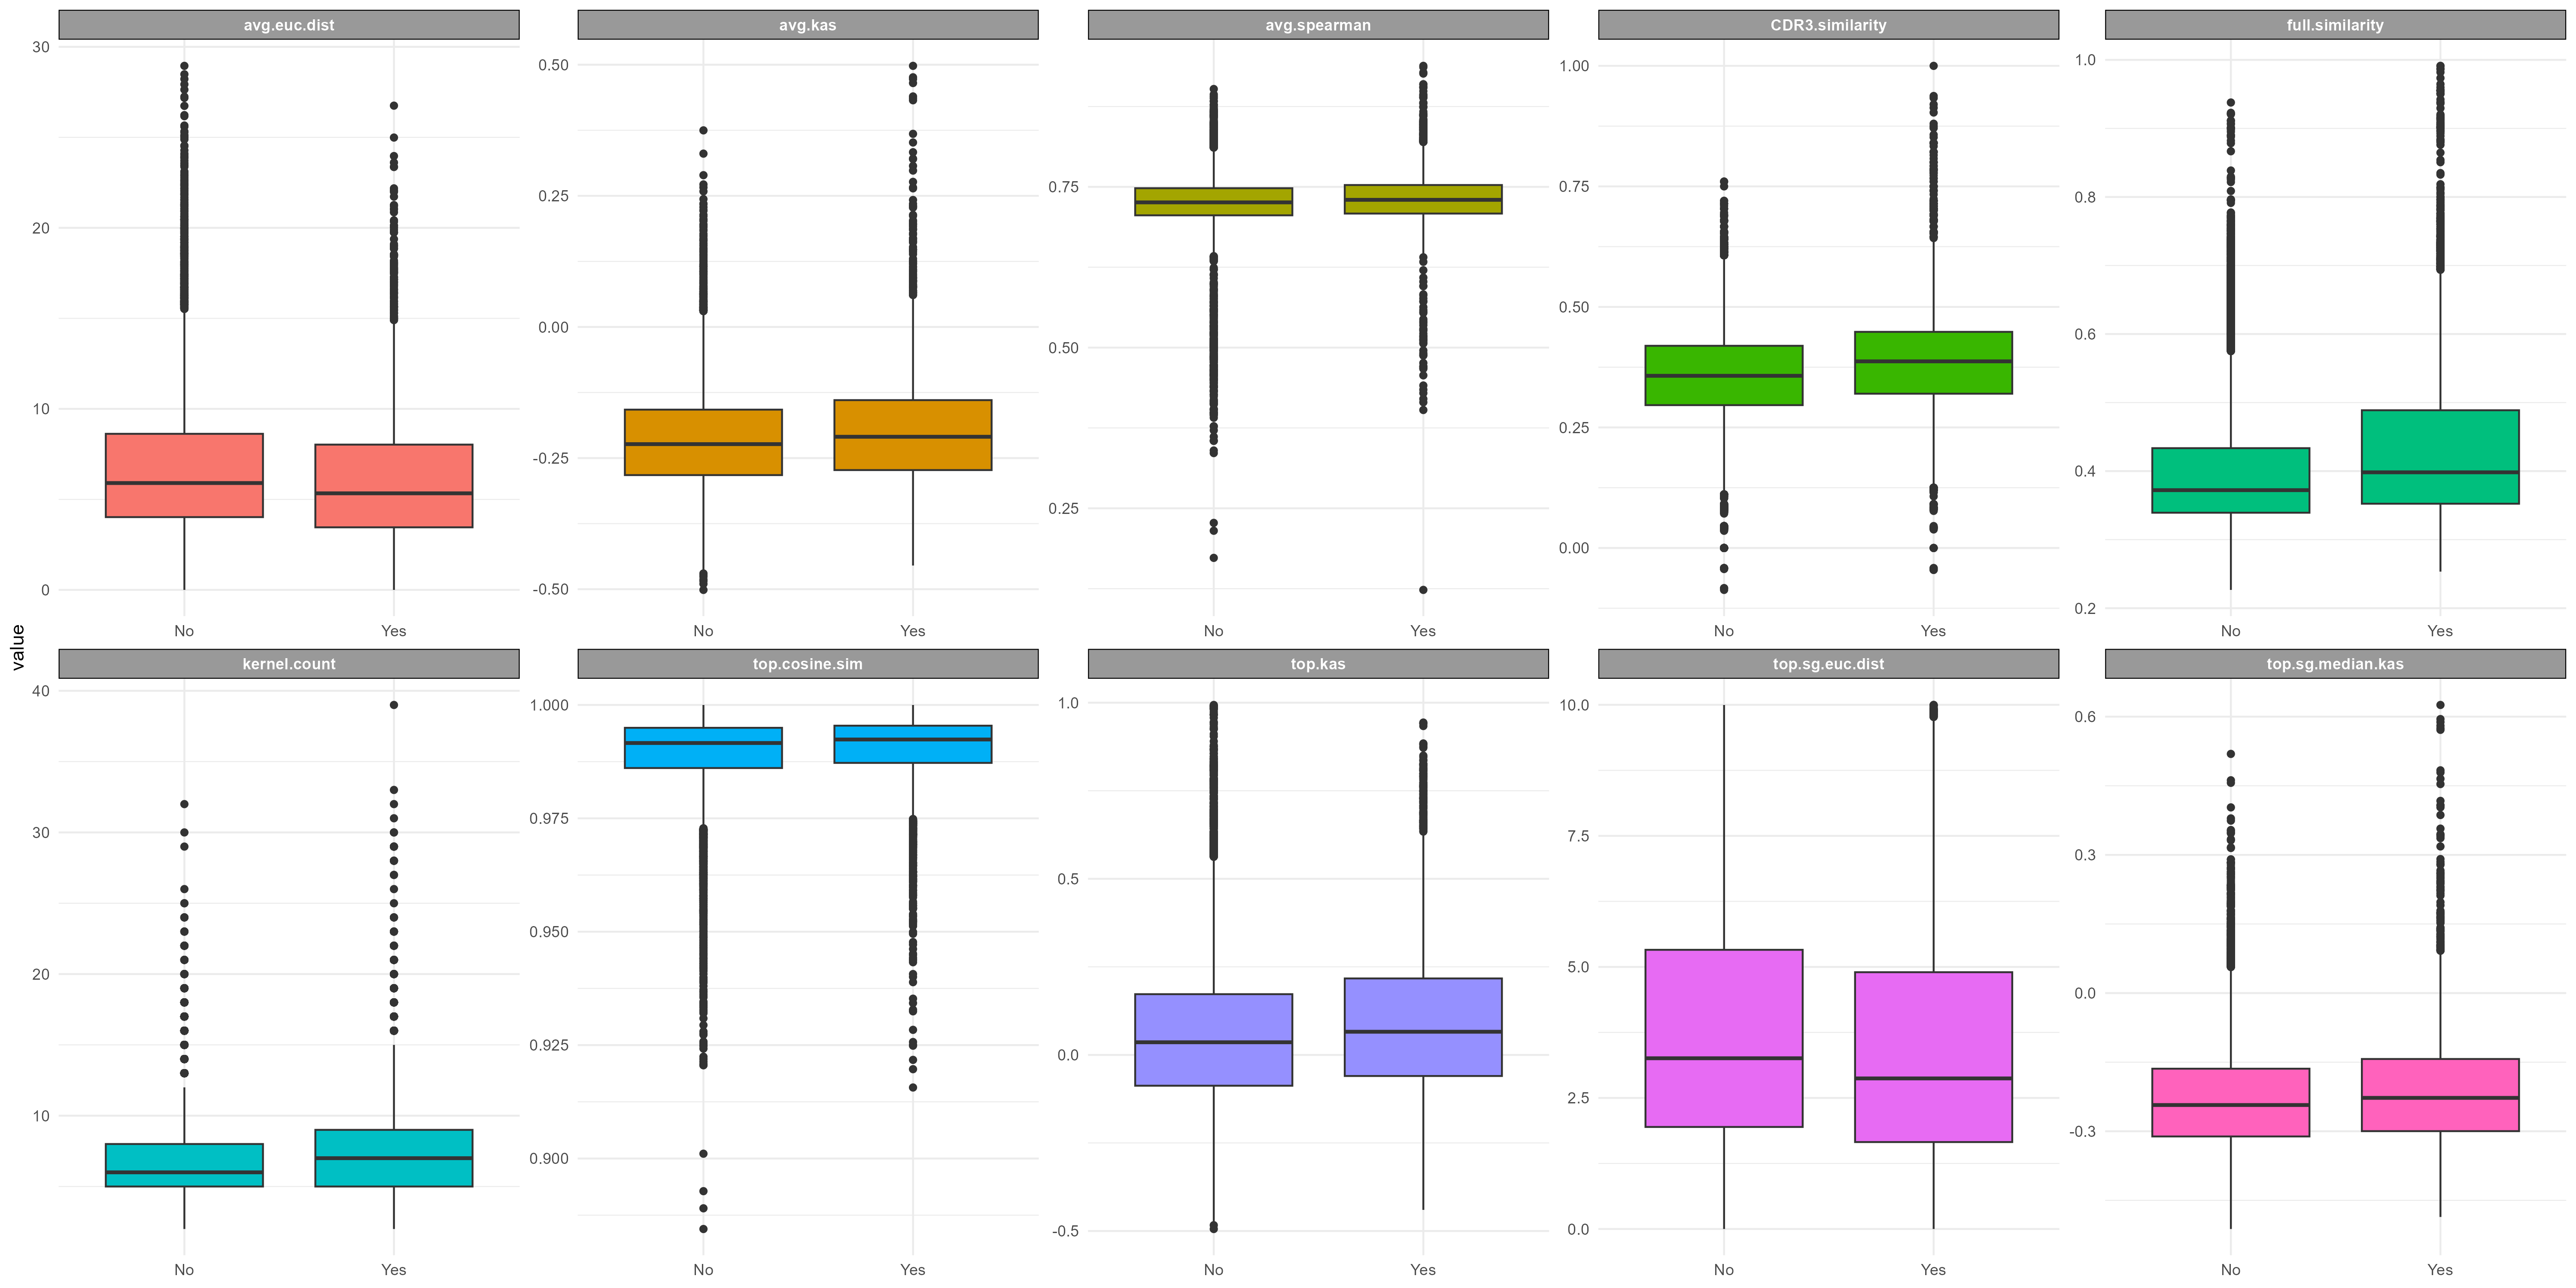 avg.euc.dist
avg.kas
avg.spearman
CDR3.similarity
full.similarity
30
20
10
0
0.50
0.25
0.00
-0.25
-0.50
0.75
0.50
0.25
1.00
0.75
0.50
0.25
0.00
1.0
0.8
0.6
0.4
0.2
No
Yes
No
Yes
No
Yes
No
Yes
No
Yes
value
kernel.count
top.cosine.sim
top.kas
top.sg.euc.dist
top.sg.median.kas
40
30
20
10
1.000
0.975
0.950
0.925
0.900
1.0
0.5
0.0
-0.5
10.0
7.5
5.0
2.5
0.0
0.6
0.3
0.0
-0.3
No
Yes
No
Yes
No
Yes
No
Yes
No
Yes